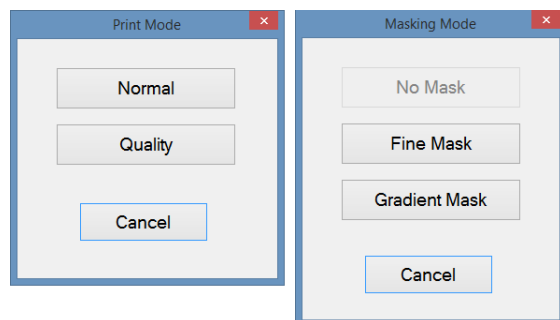 Print Mode
Normal
Quality
Cancel
Masking Mode
No Mask
Fine Mask
Gradient Mask
Cancel